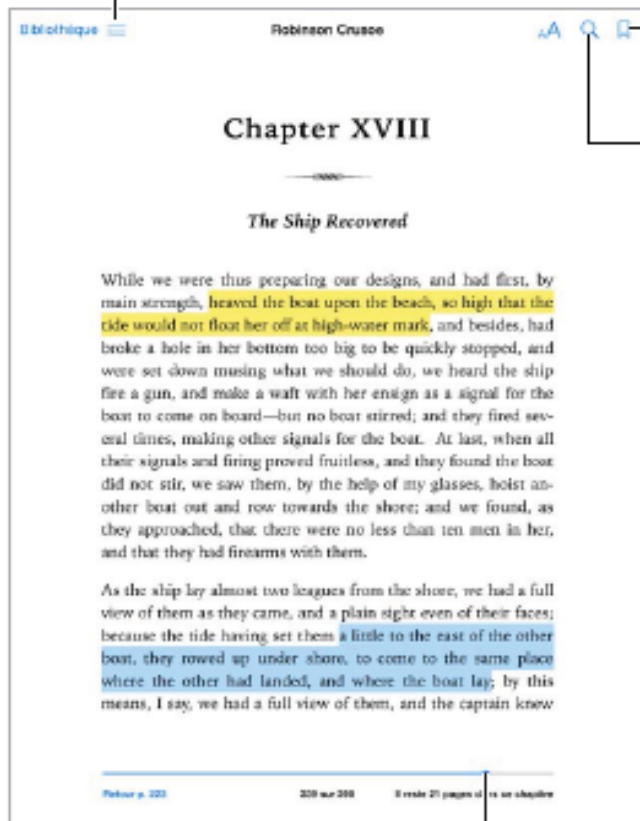 Bibliothèque
Robinson Crusoe
AA
Chapter XVIII
The Ship Recovered
While we were thus preparing our designs, and had first, by
main strength, heaved the boat upon the beach, so high that the
tide would not float her off at high-water mark, and besides, had
broke a hole in her bottom too big to be quickly stopped, and
were set down musing what we should do, we heard the ship
fire a gun, and make a waft with her ensign as a signal for the
boat to come on board—but no boat stirred; and they fired sev-
eral times, making other signals for the boat. At last, when all
their signals and firing proved fruitless, and they found the boat
did not stir, we saw them, by the help of my glasses, hoist an-
other boat out and row towards the shore; and we found, as
they approached, that there were no less than ten men in her,
and that they had firearms with them.
As the ship lay almost two leagues from the shore, we had a full
view of them as they came, and a plain sight even of their faces;
because the tide having set them a little to the east of the other
boat, they rowed up under shore, to come to the same place
where the other had landed, and where the boat lay; by this
means, I say, we had a full view of them, and the captain knew
Retour p. 223
sur
Il reste 21 pages ce chapitre